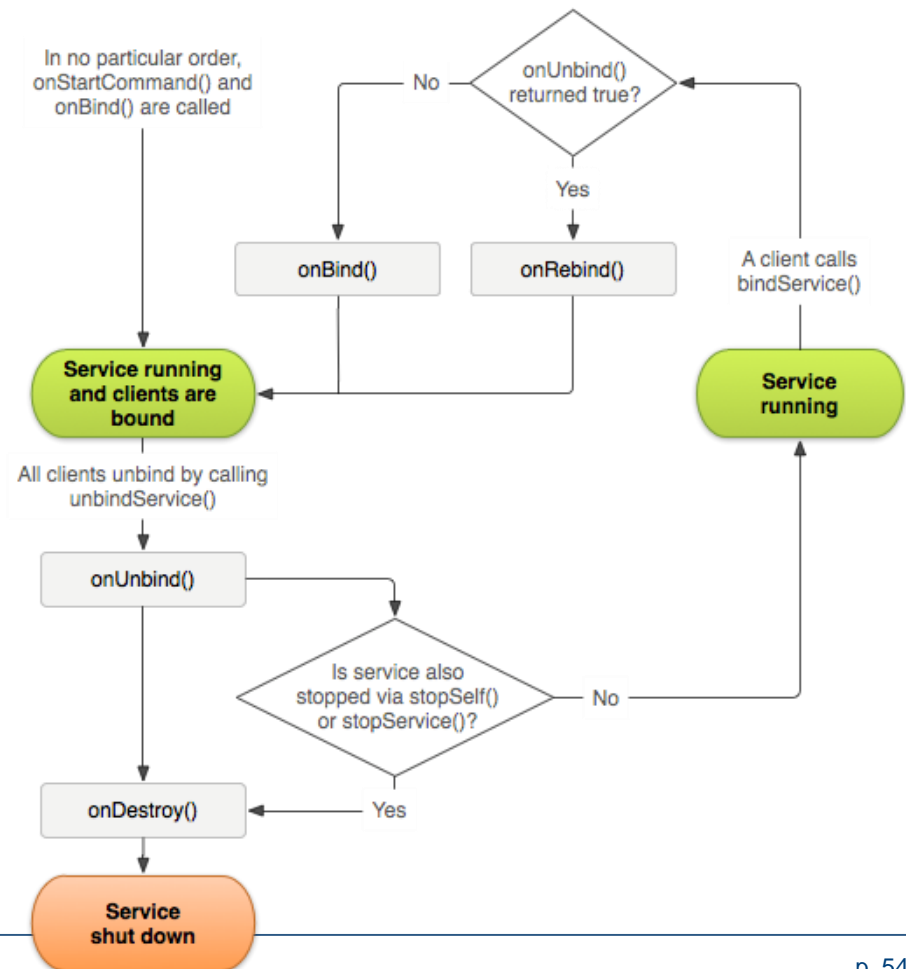 In no particular order,
onStartCommand() and
onBind() are called
No
onUnbind()
returned true?
Yes
onBind()
onRebind()
A client calls
bindService()
Service running
and clients are
bound
Service
running
All clients unbind by calling
unbindService()
onUnbind()
Is service also
stopped via stopSelf()
or stopService()?
No
onDestroy()
Yes
Service
shut down
p. 54